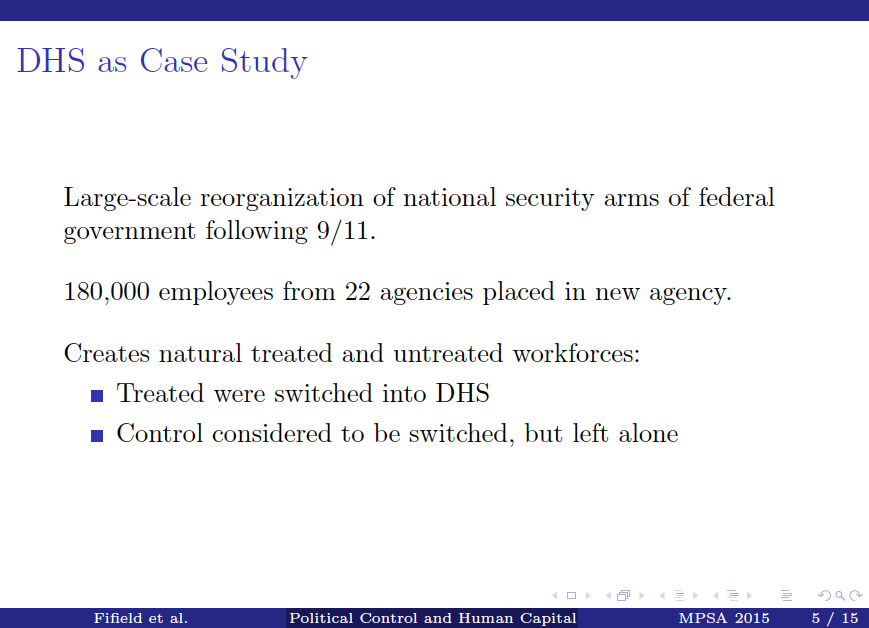 DHS as Case Study
Large-scale reorganization of national security arms of federal
government following 9/11.
180,000 employees from 22 agencies placed in new agency.
Creates natural treated and untreated workforces:
Treated were switched into DHS
Control considered to be switched, but left alone
Fifield et al.
Political Control and Human Capital
MPSA 2015
5 / 15